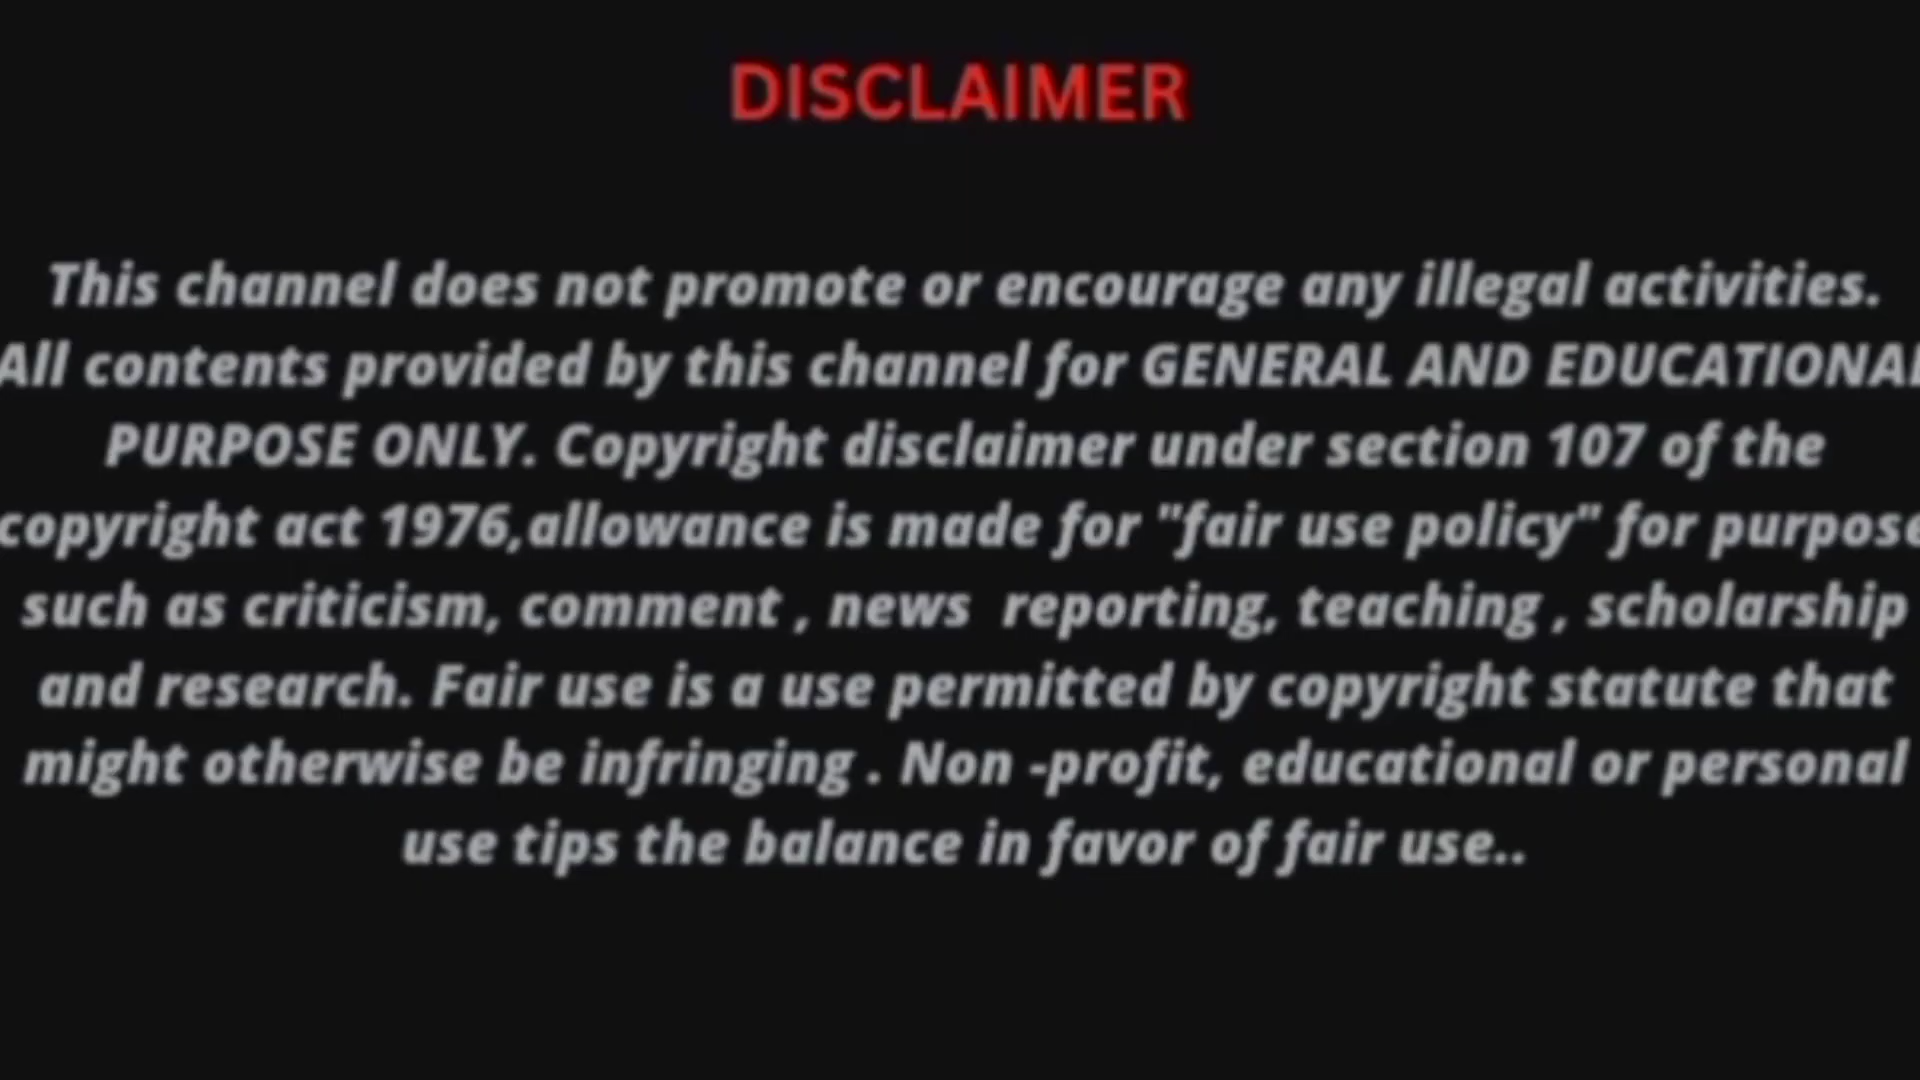 DISCLAIMER
This channel does not promote or encourage any illegal activities.
All contents provided by this channel for GENERAL AND EDUCATIONAL
PURPOSE ONLY. Copyright disclaimer under section 107 of the
copyright act 1976,allowance is made for "fair use policy" for purpose
such as criticism, comment , news  reporting, teaching , scholarship
and research. Fair use is a use permitted by copyright statute that
might otherwise be infringing . Non -profit, educational or personal
use tips the balance in favor of fair use..